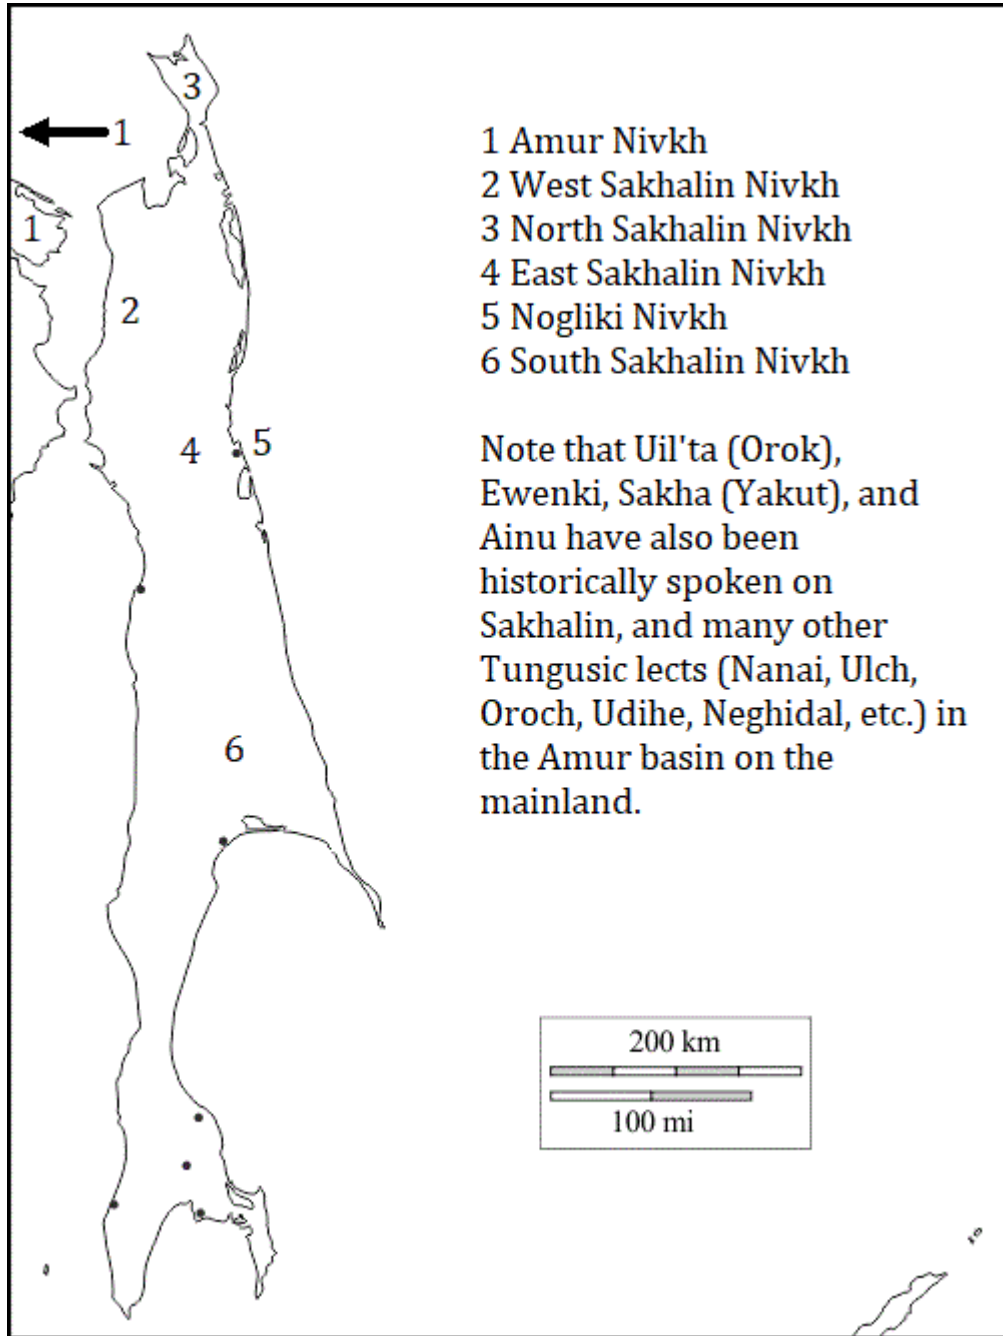 3
1
1
2
4
5
6
1 Amur Nivkh
2 West Sakhalin Nivkh
3 North Sakhalin Nivkh
4 East Sakhalin Nivkh
5 Nogliki Nivkh
6 South Sakhalin Nivkh
Note that Uil'ta (Orok),
Ewenki, Sakha (Yakut), and
Ainu have also been
historically spoken on
Sakhalin, and many other
Tungusic lects (Nanai, Ulch,
Oroch, Udihe, Neghidal, etc.) in
the Amur basin on the
mainland.
200 km
100 mi